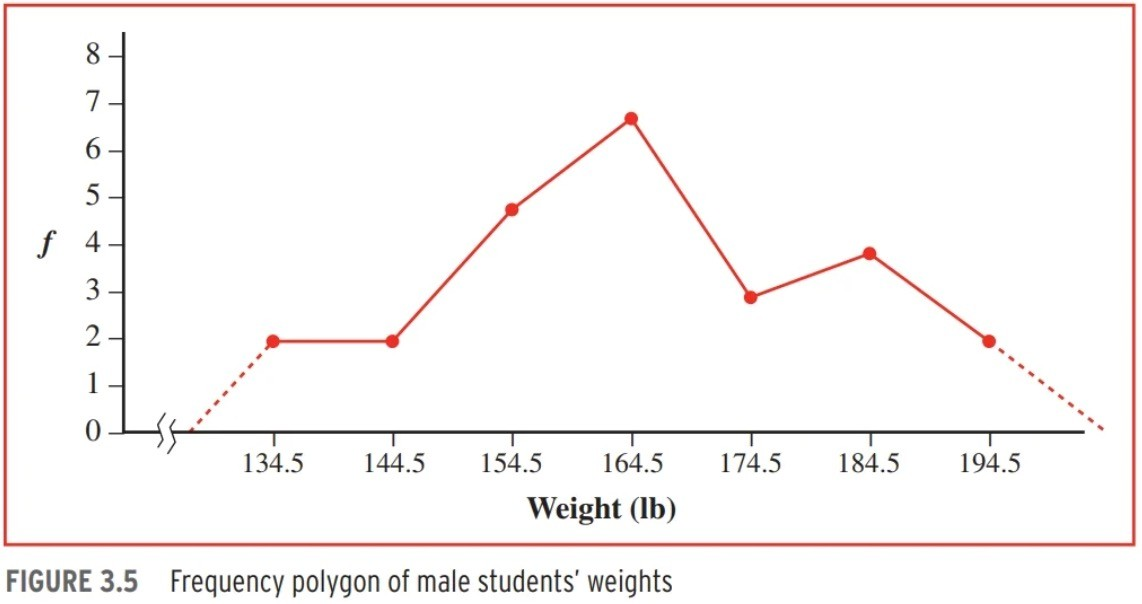 8
7
6
5
f
4
3
2
1
0
134.5 144.5 154.5 164.5 174.5 184.5 194.5
Weight (lb)
FIGURE 3.5 Frequency polygon of male students’ weights